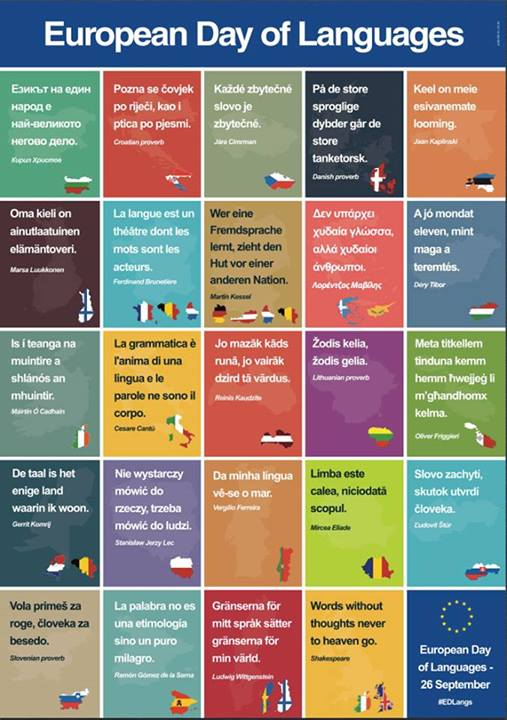 European Day of Languages
Езикът на един
народ е
най-великото
негово дело.
Кирил Христов
Pozna se čovjek
po riječi, kao i
ptica po pjesmi.
Croatian proverb
Každé zbytečné
slovo je
zbytečné.
Jára Cimrman
På de store
sproglige
dybder går de
store
tanketorsk.
Danish proverb
Keel on meie
esivanemate
looming.
Jaan Kaplinski
Oma kieli on
ainutlaatuinen
elämäntoveri.
Marsa Luukkonen
La langue est un
théâtre dont les
mots sont les
acteurs.
Ferdinand Brunetière
Wer eine
Fremdsprache
lernt, zieht den
Hut vor einer
anderen Nation.
Martin Kessel
Δεν υπάρχει
χυδαία γλώσσα,
αλλά χυδαίοι
άνθρωποι.
Λορέντζος Μαβίλης
A jó mondat
eleven, mint
maga a
teremtés.
Déry Tibor
Is í teanga na
muintire a
shlánós an
mhuintir.
Máirtín Ó Cadhain
La grammatica è
l'anima di una
lingua e le
parole ne sono il
corpo.
Cesare Cantù
Jo mazāk kāds
runā, jo vairāk
dzird tā vārdus.
Reinis Kaudzīte
Žodis kelia,
žodis gelia.
Lithuanian proverb
Meta titkellem
tinduna kemm
hemm ħwejjeġ li
m'għandhomx
kelma.
Oliver Friggieri
De taal is het
enige land
waarin ik woon.
Gerrit Komrij
Nie wystarczy
mówić do
rzeczy, trzeba
mówić do ludzi.
Stanisław Jerzy Lec
Da minha língua
vê-se o mar.
Vergílio Ferreira
Limba este
calea, niciodată
scopul.
Mircea Eliade
Slovo zachytí,
skutok utvrdí
človeka.
Ľudovít Štúr
Vola primeš za
roge, človeka za
besedo.
Slovenian proverb
La palabra no es
una etimología
sino un puro
milagro.
Ramón Gómez de la Serna
Gränserna för
mitt språk sätter
gränserna för
min värld.
Ludwig Wittgenstein
Words without
thoughts never
to heaven go.
Shakespeare
European Day
of Languages -
26 September
#EDLangs